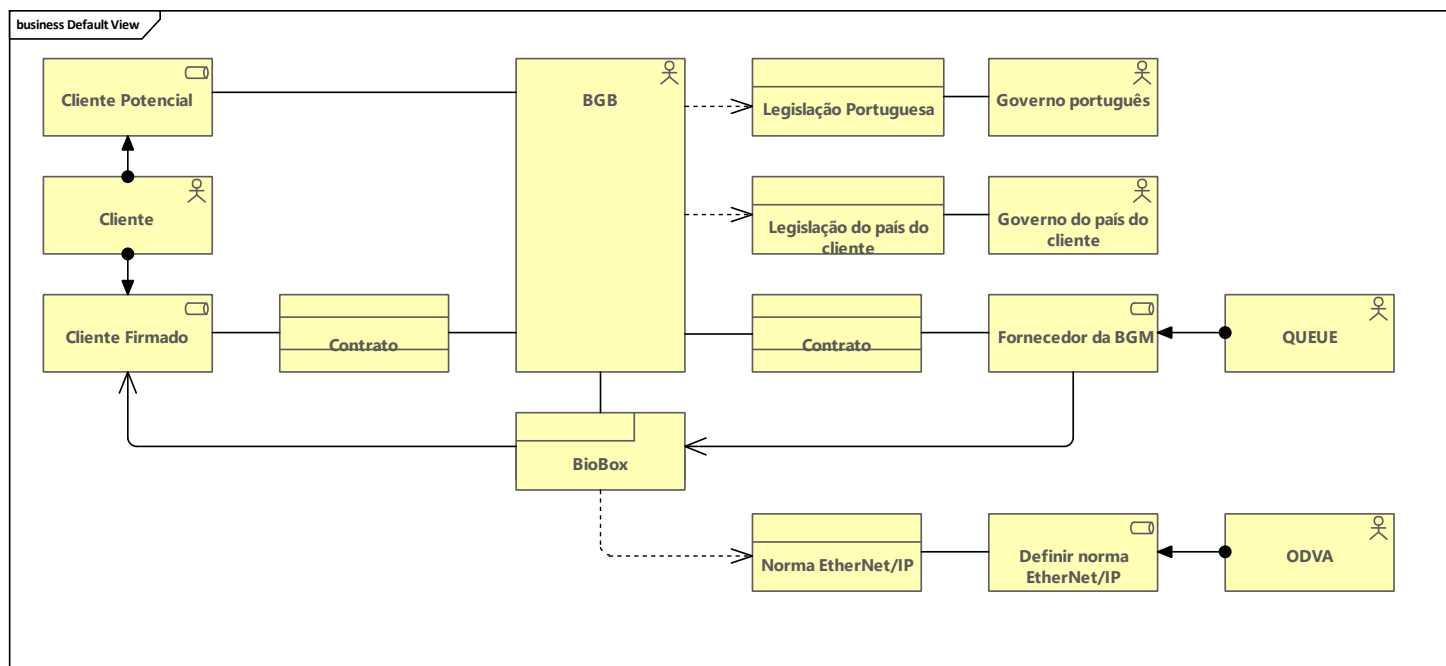 business Default View
Cliente Potencial
BGB
Legislação Portuguesa
Governo português
Cliente
Legislação do país do
cliente
Governo do país do
cliente
Cliente Firmado
Contrato
Contrato
Fornecedor da BGM
QUEUE
BioBox
Norma EtherNet/IP
Definir norma
EtherNet/IP
ODVA